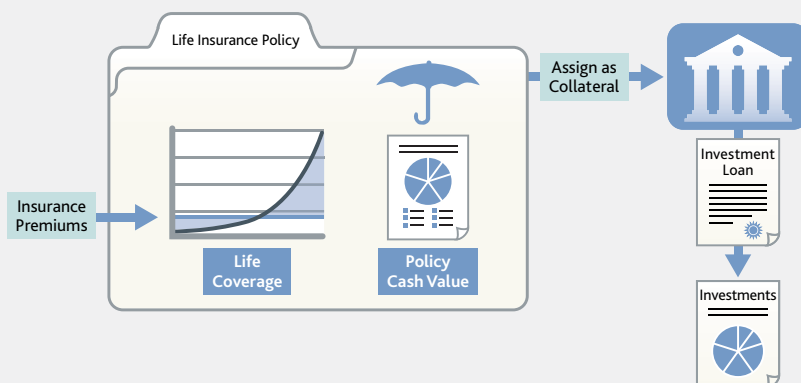 Life Insurance Policy
Assign as
Collateral
Investment
Loan
Insurance
Premiums
Life
Coverage
Policy
Cash Value
Investments